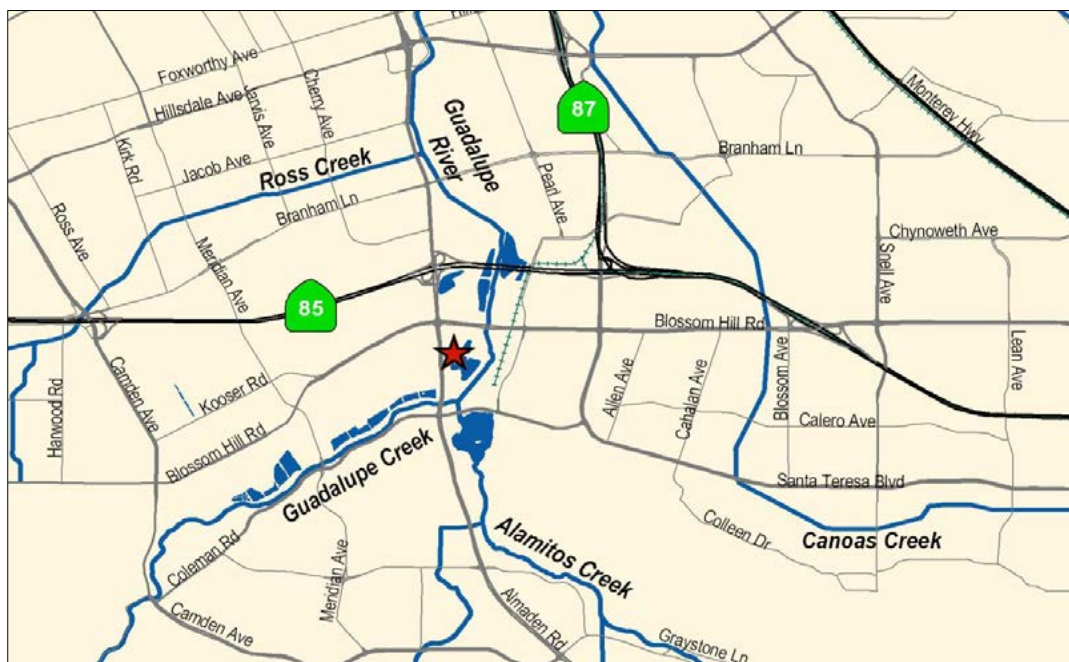 Hil
Foxworthy Ave
Hillsdale Ave
Jarvis Ave
Cherry Ave
Kirk Rd
Jacob Ave
Ross Creek
Guadalupe
River
87
Monterey Hwy
Branham Ln
Pearl Ave
Branham Ln
Ross Ave
Meridian Ave
Chynoweth Ave
Snell Ave
85
Blossom Hill Rd
Lean Ave
Camden Ave
Harwood Rd
Kooser Rd
Allen Ave
Cahalan Ave
Blossom Ave
Calero Ave
Blossom Hill Rd
Guadalupe Creek
Santa Teresa Blvd
Colleen Dr
Canoas Creek
Coleman Rd
Alamitos Creek
Meridian Ave
Camden Ave
Almaden Rd
Graystone Ln